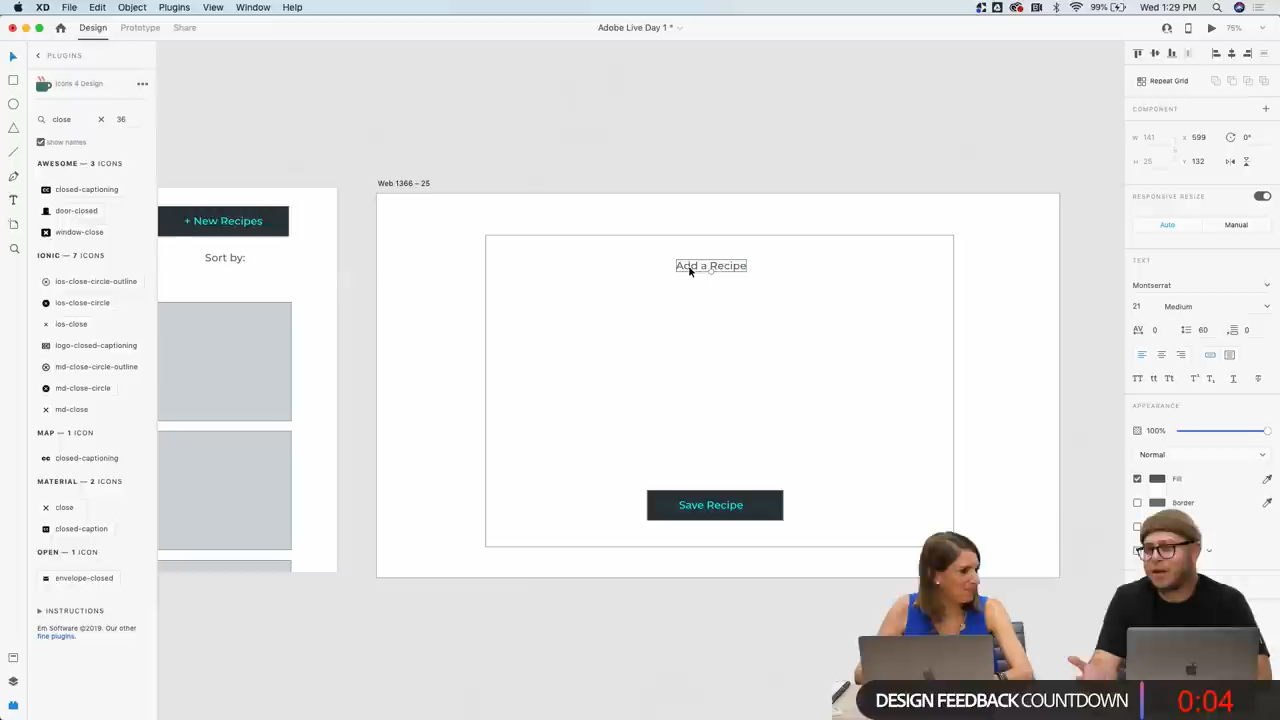 XD File Edit Object Plugins View Window Help
99% Wed 1:29 PM
Design Prototype Share
Adobe Live Day 1 *
75%
PLUGINS
Icons 4 Design
close 36
show names
AWESOME — 3 ICONS
closed-captioning
door-closed
window-close
IONIC — 7 ICONS
ios-close-circle-outline
ios-close-circle
ios-close
logo-closed-captioning
md-close-circle-outline
md-close-circle
md-close
MAP — 1 ICON
closed-captioning
MATERIAL — 2 ICONS
close
closed-caption
OPEN — 1 ICON
envelope-closed
INSTRUCTIONS
Em Software ©2019. Our other
fine plugins.
+ New Recipes
Sort by:
Web 1366 – 25
Add a Recipe
Save Recipe
Repeat Grid
COMPONENT
W 141 X 599 0°
H 25 Y 132
RESPONSIVE RESIZE
Auto Manual
TEXT
Montserrat
21 Medium
AV 0 60 0
TT tt Tt T T T T
APPEARANCE
100%
Normal
Fill
Border
DESIGN FEEDBACK COUNTDOWN 0:04